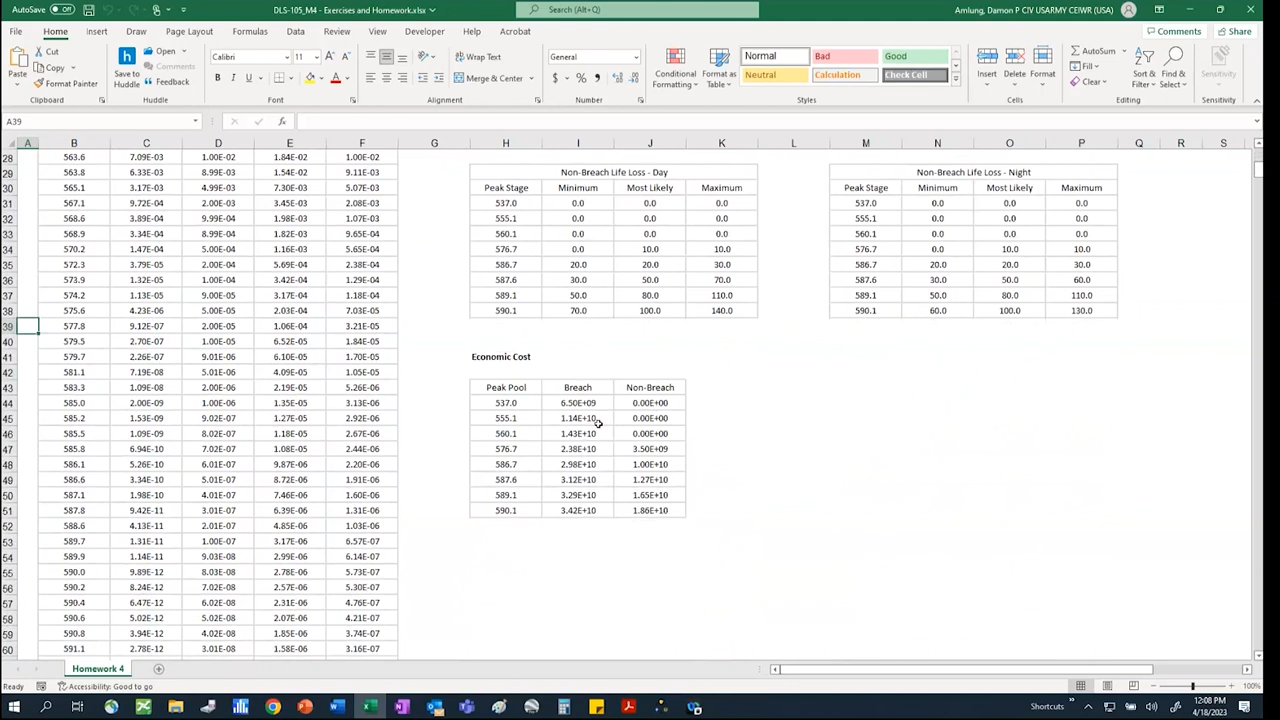 AutoSave Off DLS-105_M4 - Exercises and Homework.xlsx Search (Alt+Q) Amlung, Damon P CIV USARMY CEIWR (USA)
File Home Insert Draw Page Layout Formulas Data Review View Developer Help Acrobat Comments Share
Cut Calibri 11 Wrap Text General Normal Bad Good AutoSum
Paste Copy Save to Huddle Open Comments Feedback Conditional Formatting Format as Table Insert Delete Format Fill Sort & Filter Find & Select Sensitivity
Format Painter B I U A Merge & Center $ % Neutral Calculation Check Cell Clear
Clipboard Huddle Font Alignment Number Styles Cells Editing Sensitivity
A39 fx
A B C D E F G H I J K L M N O P Q R S
28 563.6 7.09E-03 1.00E-02 1.84E-02 1.00E-02
29 563.8 6.33E-03 8.99E-03 1.54E-02 9.11E-03 Non-Breach Life Loss - Day Non-Breach Life Loss - Night
30 565.1 3.17E-03 4.99E-03 7.30E-03 5.07E-03 Peak Stage Minimum Most Likely Maximum Peak Stage Minimum Most Likely Maximum
31 567.1 9.72E-04 2.00E-03 3.45E-03 2.08E-03 537.0 0.0 0.0 0.0 537.0 0.0 0.0 0.0
32 568.6 3.89E-04 9.99E-04 1.98E-03 1.07E-03 555.1 0.0 0.0 0.0 555.1 0.0 0.0 0.0
33 568.9 3.34E-04 8.99E-04 1.82E-03 9.65E-04 560.1 0.0 0.0 0.0 560.1 0.0 0.0 0.0
34 570.2 1.47E-04 5.00E-04 1.16E-03 5.65E-04 576.7 0.0 10.0 10.0 576.7 0.0 10.0 10.0
35 572.3 3.79E-05 2.00E-04 5.69E-04 2.38E-04 586.7 20.0 20.0 30.0 586.7 20.0 20.0 30.0
36 573.9 1.32E-05 1.00E-04 3.42E-04 1.29E-04 587.6 30.0 50.0 70.0 587.6 30.0 50.0 60.0
37 574.2 1.13E-05 9.00E-05 3.17E-04 1.18E-04 589.1 50.0 80.0 110.0 589.1 50.0 80.0 110.0
38 575.6 4.23E-06 5.00E-05 2.03E-04 7.03E-05 590.1 70.0 100.0 140.0 590.1 60.0 100.0 130.0
39 577.8 9.12E-07 2.00E-05 1.06E-04 3.21E-05
40 579.5 2.70E-07 1.00E-05 6.52E-05 1.84E-05
41 579.7 2.26E-07 9.01E-06 6.10E-05 1.70E-05 Economic Cost
42 581.1 7.19E-08 5.01E-06 4.09E-05 1.05E-05
43 583.3 1.09E-08 2.00E-06 2.19E-05 5.26E-06 Peak Pool Breach Non-Breach
44 585.0 2.00E-09 1.00E-06 1.35E-05 3.13E-06 537.0 6.50E+09 0.00E+00
45 585.2 1.53E-09 9.02E-07 1.27E-05 2.92E-06 555.1 1.14E+10 0.00E+00
46 585.5 1.09E-09 8.02E-07 1.18E-05 2.67E-06 560.1 1.43E+10 0.00E+00
47 585.8 6.94E-10 7.02E-07 1.08E-05 2.44E-06 576.7 2.38E+10 3.50E+09
48 586.1 5.26E-10 6.01E-07 9.87E-06 2.20E-06 586.7 2.98E+10 1.00E+10
49 586.6 3.34E-10 5.01E-07 8.72E-06 1.91E-06 587.6 3.12E+10 1.27E+10
50 587.1 1.98E-10 4.01E-07 7.46E-06 1.60E-06 589.1 3.29E+10 1.65E+10
51 587.8 9.42E-11 3.01E-07 6.39E-06 1.31E-06 590.1 3.42E+10 1.86E+10
52 588.6 4.13E-11 2.01E-07 4.85E-06 1.03E-06
53 589.7 1.31E-11 1.00E-07 3.17E-06 6.57E-07
54 589.9 1.14E-11 9.03E-08 2.99E-06 6.14E-07
55 590.0 9.89E-12 8.03E-08 2.78E-06 5.73E-07
56 590.2 8.24E-12 7.02E-08 2.57E-06 5.30E-07
57 590.4 6.47E-12 6.02E-08 2.31E-06 4.76E-07
58 590.6 5.02E-12 5.02E-08 2.07E-06 4.21E-07
59 590.8 3.94E-12 4.02E-08 1.85E-06 3.74E-07
60 591.1 2.78E-12 3.01E-08 1.58E-06 3.16E-07
Homework 4
Ready Accessibility: Good to go 100%
Shortcuts 12:08 PM
4/18/2023